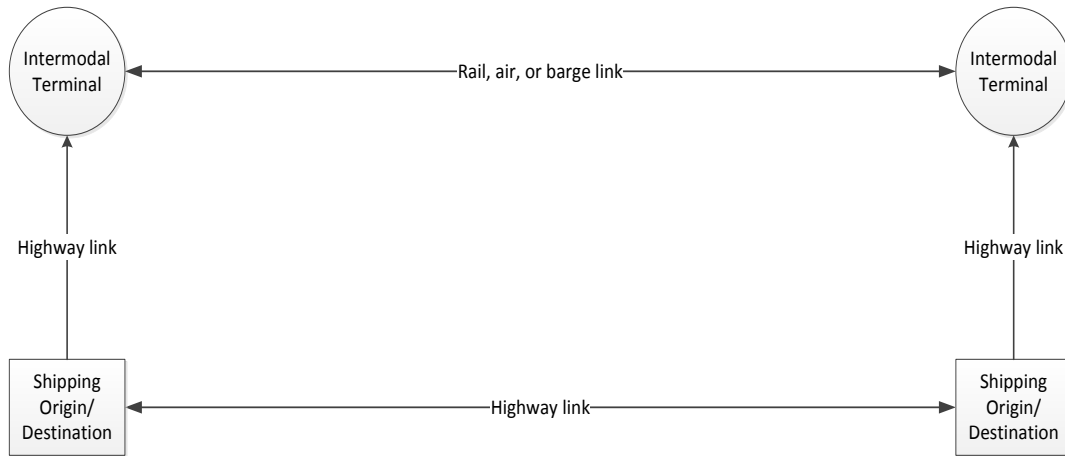 Intermodal
Terminal
Rail, air, or barge link
Intermodal
Terminal
Highway link
Highway link
Shipping
Origin/
Destination
Highway link
Shipping
Origin/
Destination